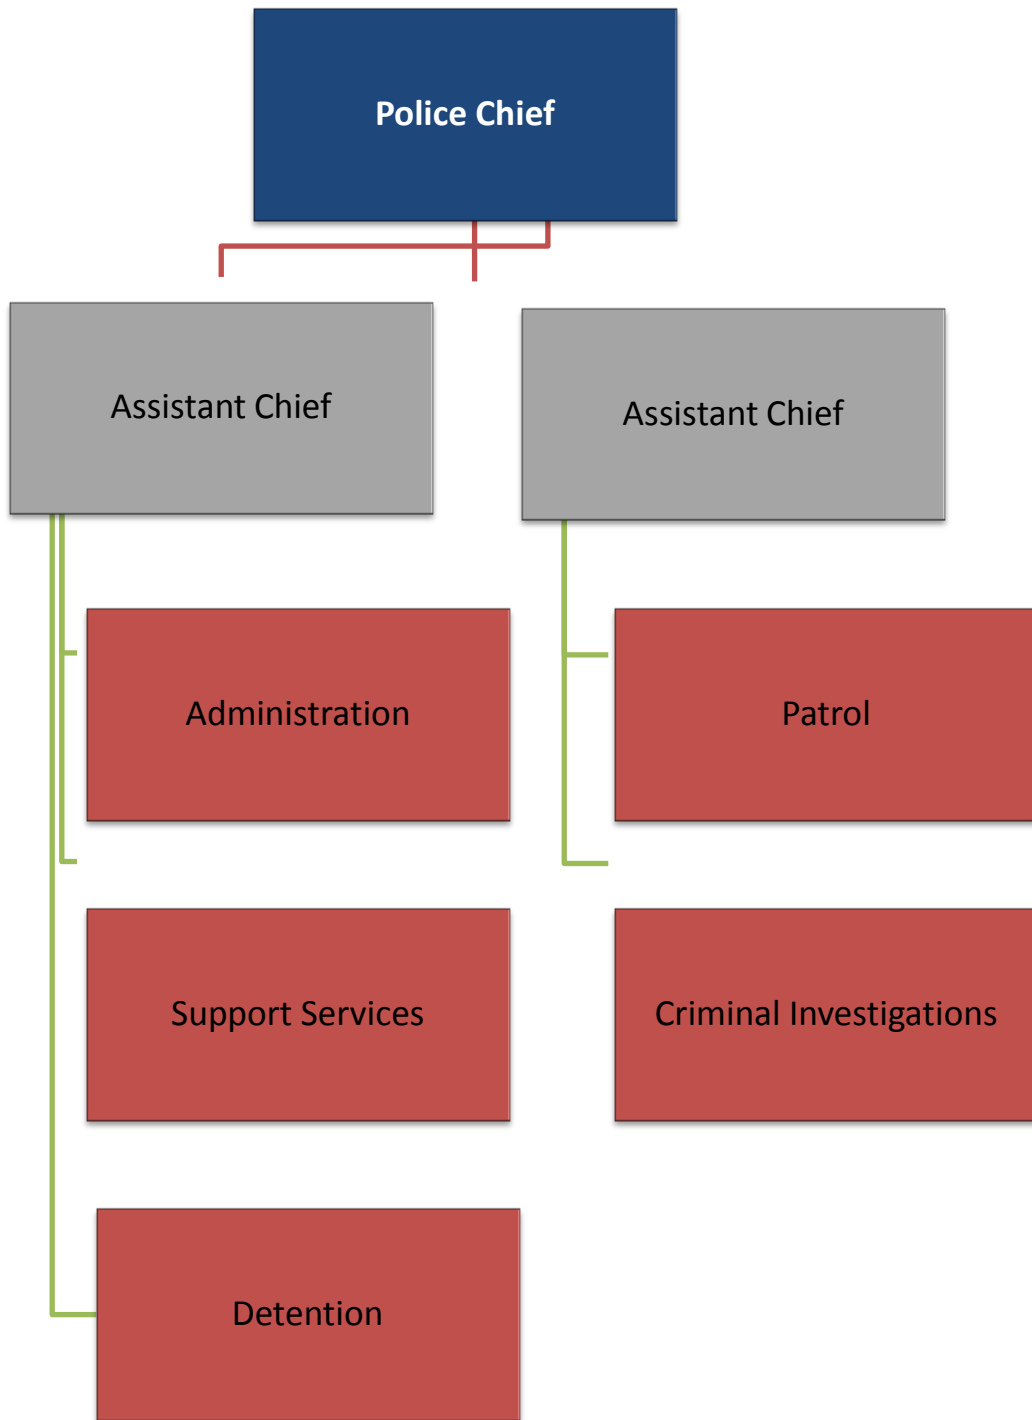 Police Chief
Assistant Chief
Assistant Chief
Administration
Patrol
Support Services
Criminal Investigations
Detention